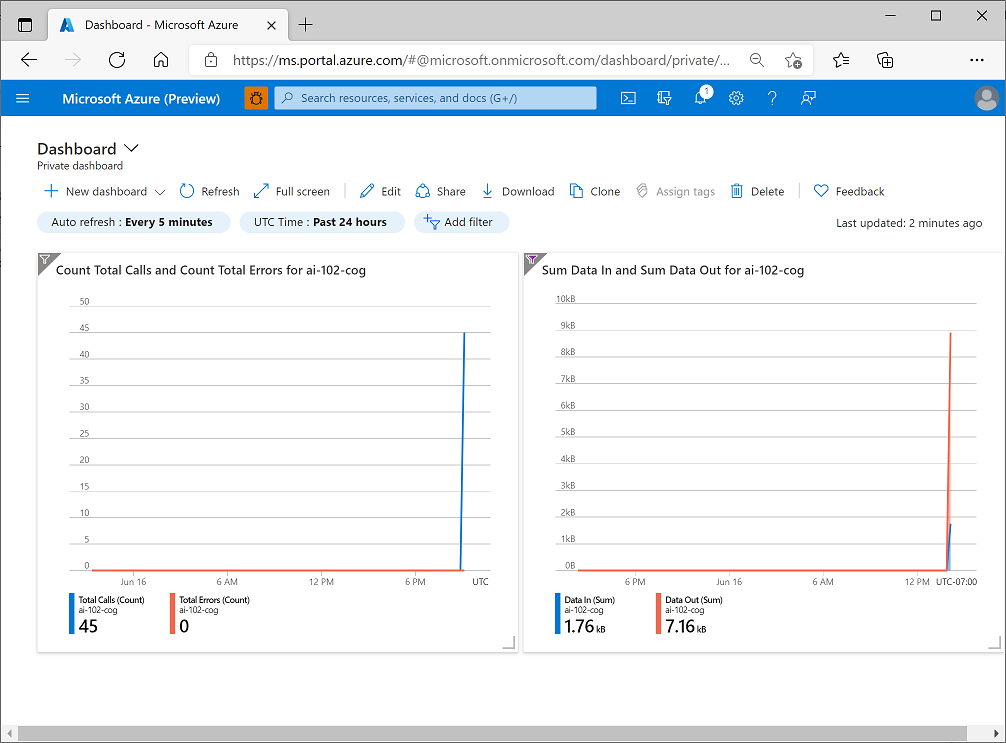 Dashboard - Microsoft Azure
https://ms.portal.azure.com/#@microsoft.onmicrosoft.com/dashboard/private/...
Microsoft Azure (Preview)
Search resources, services, and docs (G+/)
1
Dashboard
Private dashboard
New dashboard Refresh Full screen Edit Share Download Clone Assign tags Delete Feedback
Auto refresh : Every 5 minutes UTC Time : Past 24 hours Add filter Last updated: 2 minutes ago
Count Total Calls and Count Total Errors for ai-102-cog
50
45
40
35
30
25
20
15
10
5
0
Jun 16 6 AM 12 PM 6 PM UTC
Total Calls (Count) Total Errors (Count)
ai-102-cog ai-102-cog
45 0
Sum Data In and Sum Data Out for ai-102-cog
10kB
9kB
8kB
7kB
6kB
5kB
4kB
3kB
2kB
1kB
0B
6 PM Jun 16 6 AM 12 PM UTC-07:00
Data In (Sum) Data Out (Sum)
ai-102-cog ai-102-cog
1.76 kB 7.16 kB